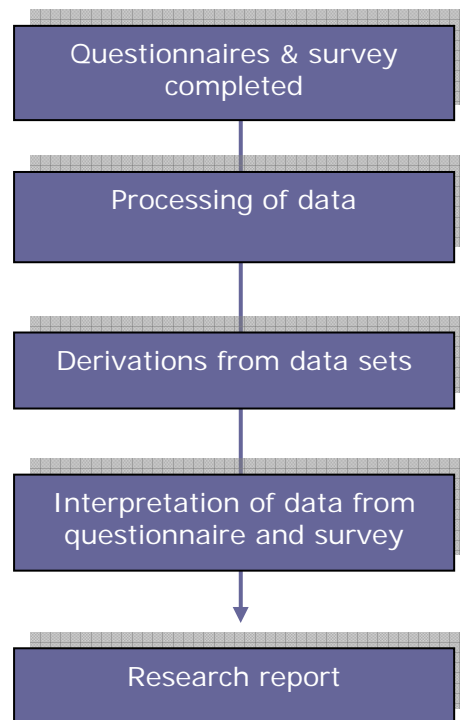 Questionnaires & survey
completed
Processing of data
Derivations from data sets
Interpretation of data from
questionnaire and survey
Research report